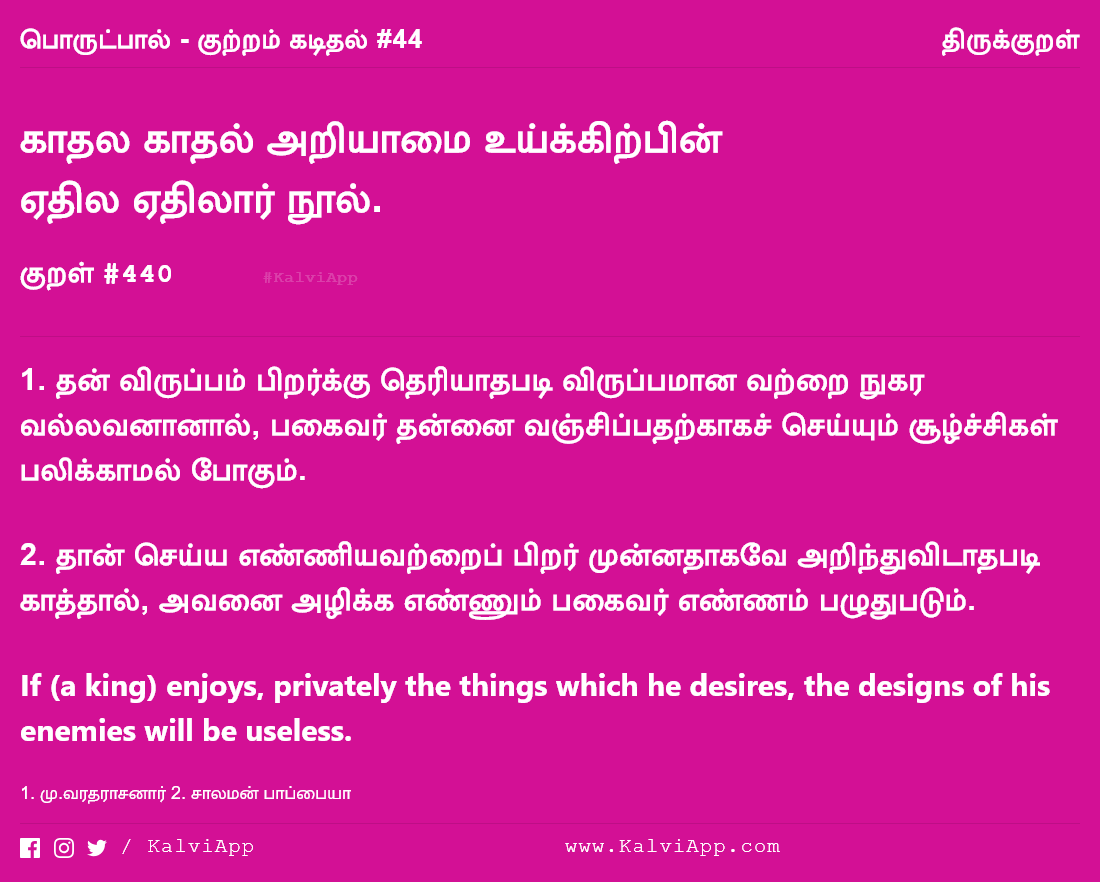 பொருட்பால் - குற்றம் கடிதல் #44
திருக்குறள்
காதல காதல் அறியாமை உய்க்கிற்பின்
ஏதில ஏதிலார் நூல்.
குறள் #440
#KalviApp
1. தன் விருப்பம் பிறர்க்கு தெரியாதபடி விருப்பமான வற்றை நுகர
வல்லவனானால், பகைவர் தன்னை வஞ்சிப்பதற்காகச் செய்யும் சூழ்ச்சிகள்
பலிக்காமல் போகும்.
2. தான் செய்ய எண்ணியவற்றைப் பிறர் முன்னதாகவே அறிந்துவிடாதபடி
காத்தால், அவனை அழிக்க எண்ணும் பகைவர் எண்ணம் பழுதுபடும்.
If (a king) enjoys, privately the things which he desires, the designs of his
enemies will be useless.
1. மு.வரதராசனார் 2. சாலமன் பாப்பையா
/ KalviApp
www.KalviApp.com